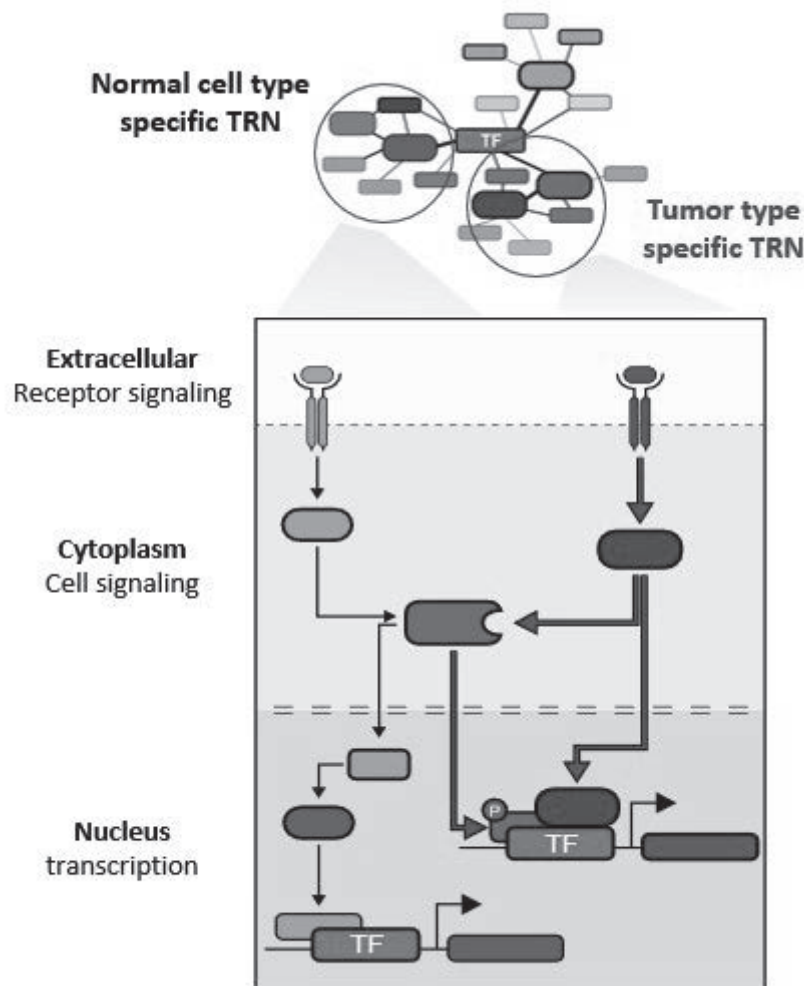 Normal cell type
specific TRN
TF
Tumor type
specific TRN
Extracellular
Receptor signaling
Cytoplasm
Cell signaling
P
TF
Nucleus
transcription
TF